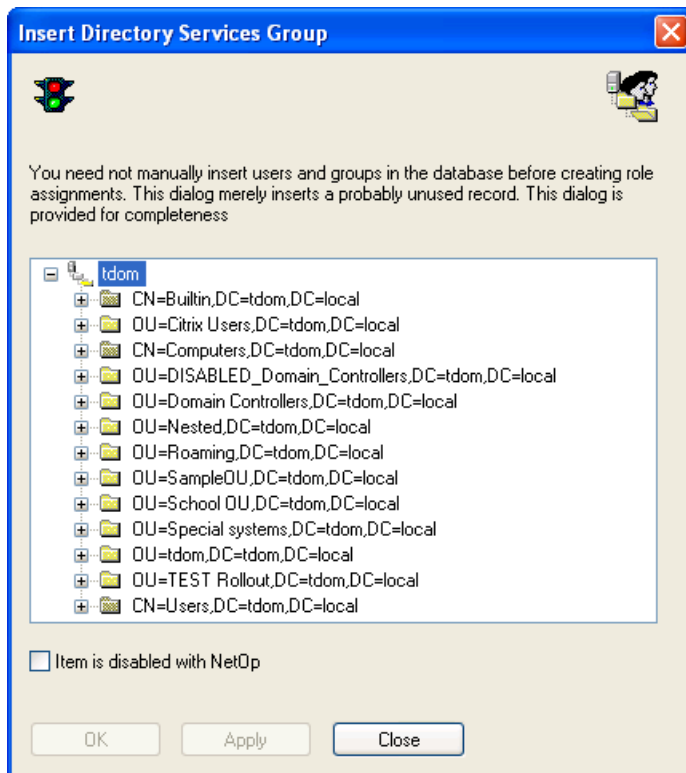 Insert Directory Services Group
You need not manually insert users and groups in the database before creating role
assignments. This dialog merely inserts a probably unused record. This dialog is
provided for completeness
tdom
CN=Builtin,DC=tdom,DC=local
OU=Citrix Users,DC=tdom,DC=local
CN=Computers,DC=tdom,DC=local
OU=DISABLED_Domain_Controllers,DC=tdom,DC=local
OU=Domain Controllers,DC=tdom,DC=local
OU=Nested,DC=tdom,DC=local
OU=Roaming,DC=tdom,DC=local
OU=SampleOU,DC=tdom,DC=local
OU=School OU,DC=tdom,DC=local
OU=Special systems,DC=tdom,DC=local
OU=tdom,DC=tdom,DC=local
OU=TEST Rollout,DC=tdom,DC=local
CN=Users,DC=tdom,DC=local
Item is disabled with NetOp
OK Apply Close